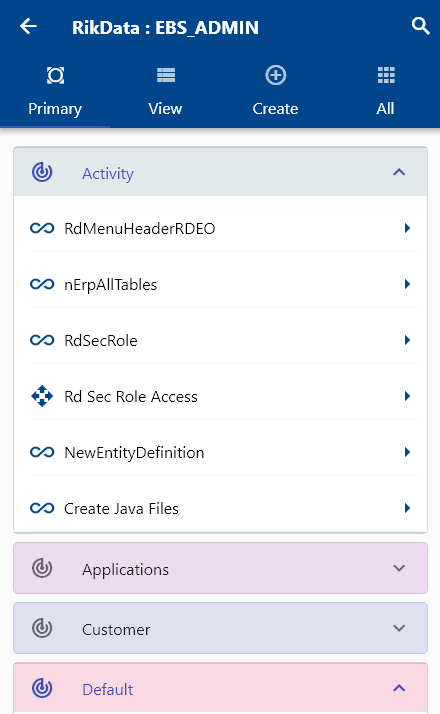 RikData : EBS_ADMIN
Primary View Create All
Activity
RdMenuHeaderRDEO
nErpAllTables
RdSecRole
Rd Sec Role Access
NewEntityDefinition
Create Java Files
Applications
Customer
Default